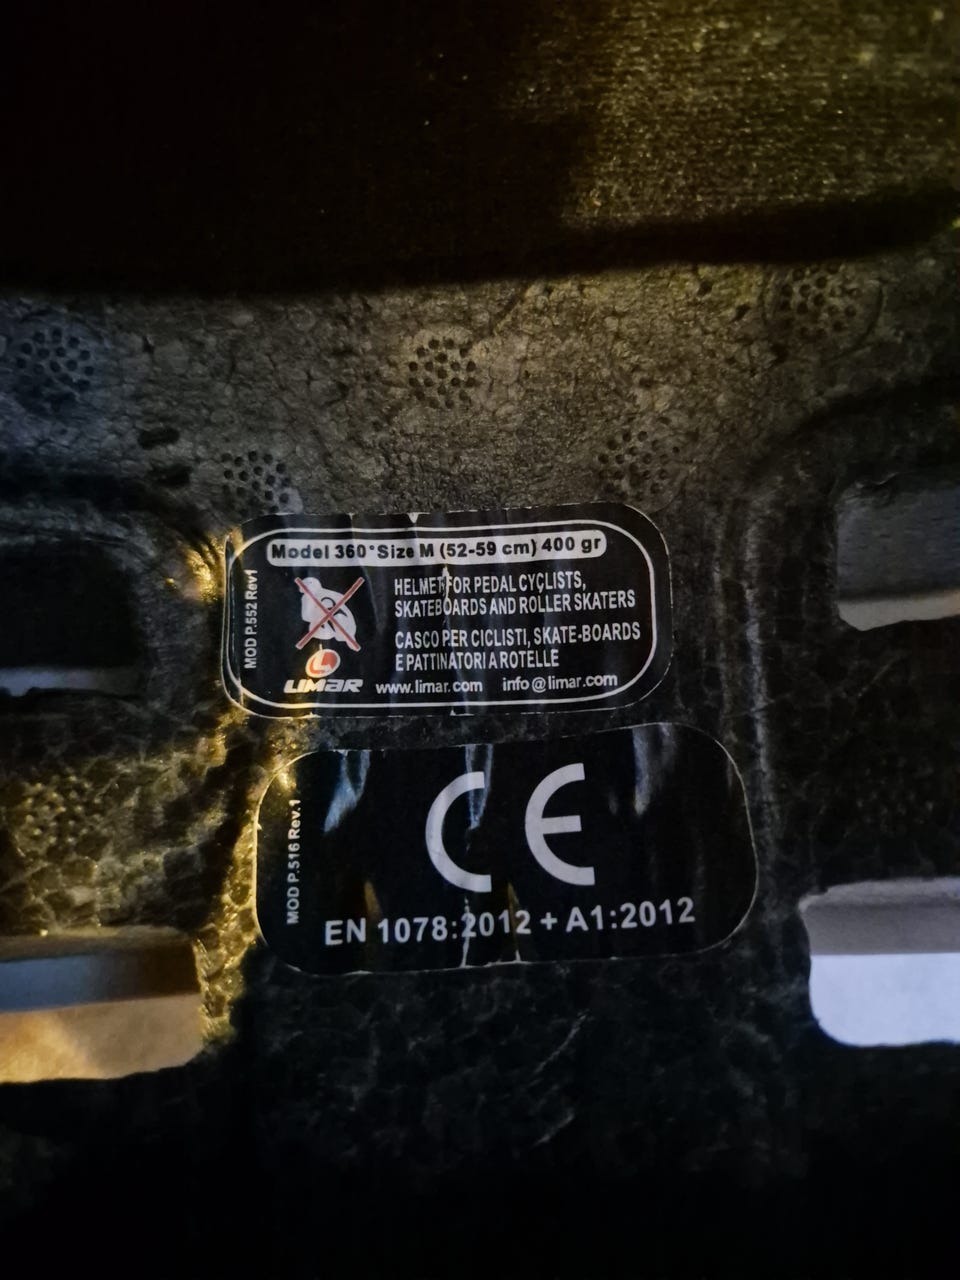 Model 360° Size M (52-59 cm) 400 gr
MOD P.552 Rev1
HELMET FOR PEDAL CYCLISTS,
SKATEBOARDS AND ROLLER SKATERS
CASCO PER CICLISTI, SKATE-BOARDS
E PATTINATORI A ROTELLE
LIMAR www.limar.com info@limar.com
CE
MOD P.516 Rev.1
EN 1078:2012 + A1:2012